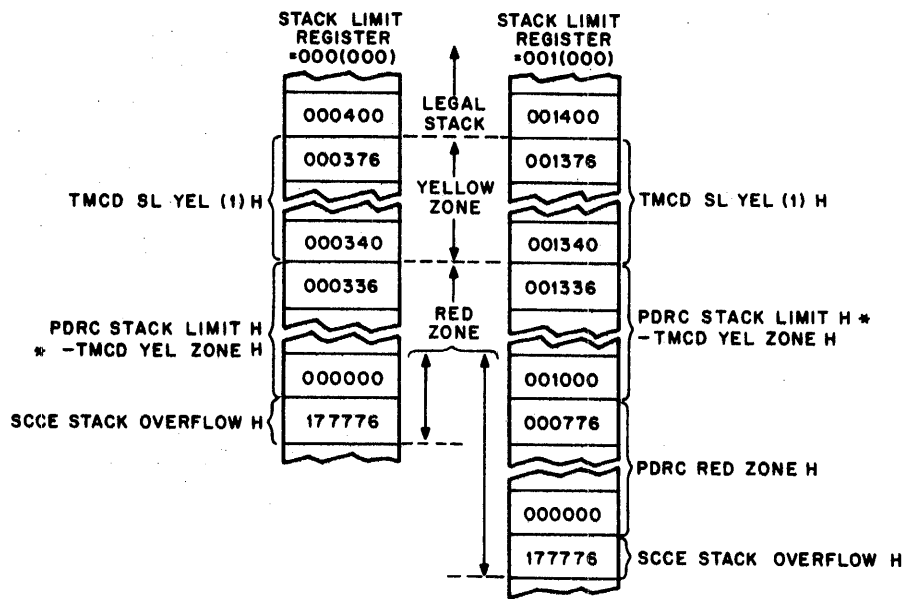 STACK LIMIT
REGISTER
=000(000)
STACK LIMIT
REGISTER
=001(000)
LEGAL
STACK
000400
001400
TMCD SL YEL (1) H
000376
YELLOW
ZONE
001376
TMCD SL YEL (1) H
000340
001340
000336
RED
ZONE
001336
PDRC STACK LIMIT H
* -TMCD YEL ZONE H
PDRC STACK LIMIT H *
-TMCD YEL ZONE H
000000
001000
SCCE STACK OVERFLOW H
177776
000776
PDRC RED ZONE H
000000
177776
SCCE STACK OVERFLOW H